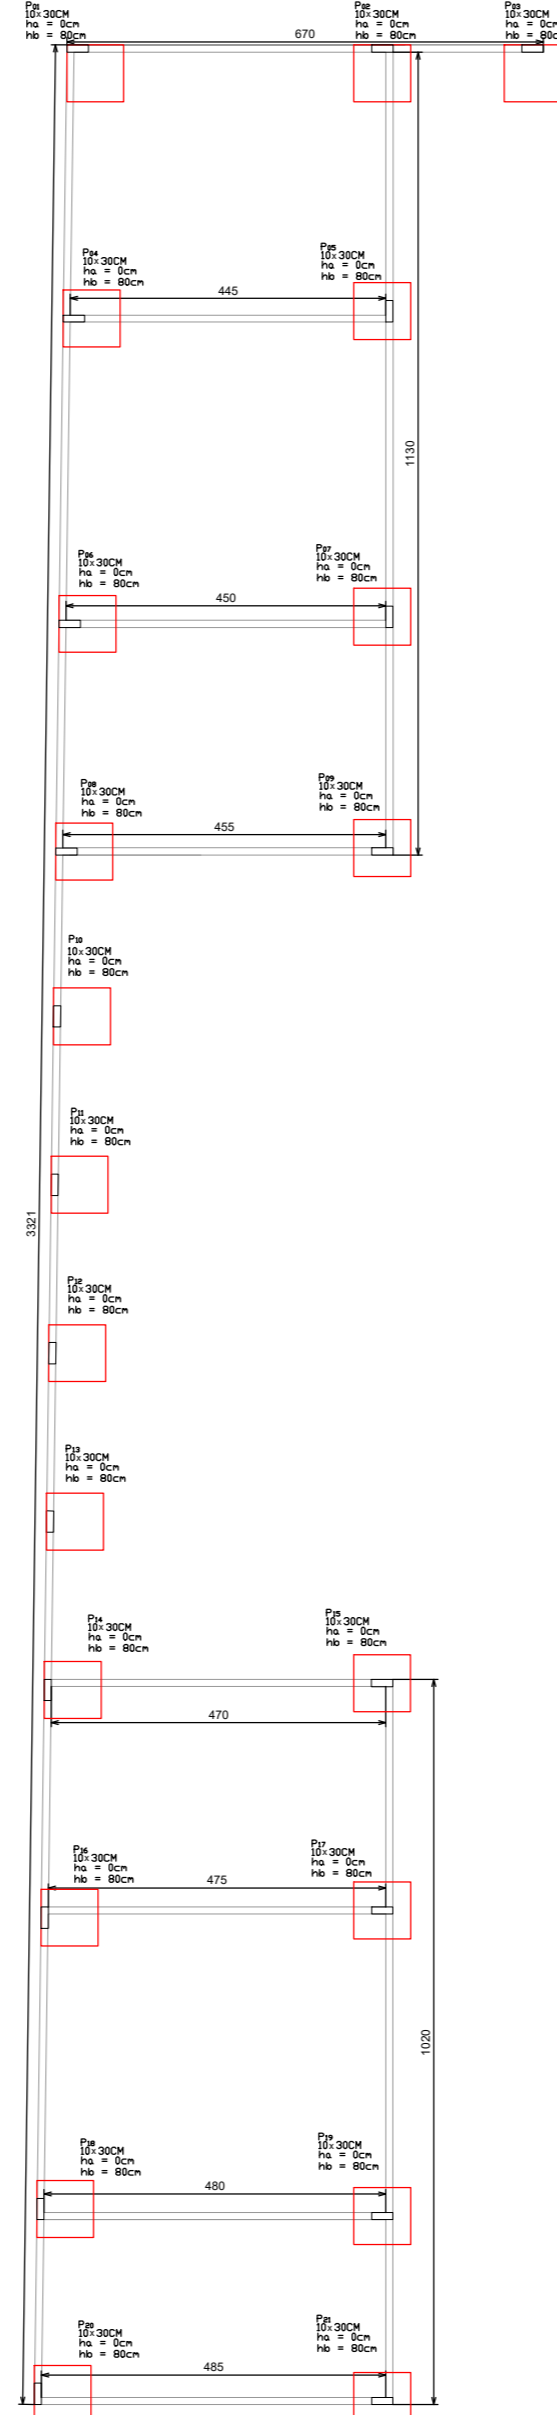 P01
10x30CM
ha = 0cm
hb = 80cm
P02
10x30CM
ha = 0cm
hb = 80cm
P03
10x30CM
ha = 0cm
hb = 80c
670
P04
10x30CM
ha = 0cm
hb = 80cm
P05
10x30CM
ha = 0cm
hb = 80cm
445
1130
P06
10x30CM
ha = 0cm
hb = 80cm
P07
10x30CM
ha = 0cm
hb = 80cm
450
P08
10x30CM
ha = 0cm
hb = 80cm
P09
10x30CM
ha = 0cm
hb = 80cm
455
P10
10x30CM
ha = 0cm
hb = 80cm
P11
10x30CM
ha = 0cm
hb = 80cm
3321
P12
10x30CM
ha = 0cm
hb = 80cm
P13
10x30CM
ha = 0cm
hb = 80cm
P14
10x30CM
ha = 0cm
hb = 80cm
P15
10x30CM
ha = 0cm
hb = 80cm
470
P16
10x30CM
ha = 0cm
hb = 80cm
P17
10x30CM
ha = 0cm
hb = 80cm
475
1020
P18
10x30CM
ha = 0cm
hb = 80cm
P19
10x30CM
ha = 0cm
hb = 80cm
480
P20
10x30CM
ha = 0cm
hb = 80cm
P21
10x30CM
ha = 0cm
hb = 80cm
485